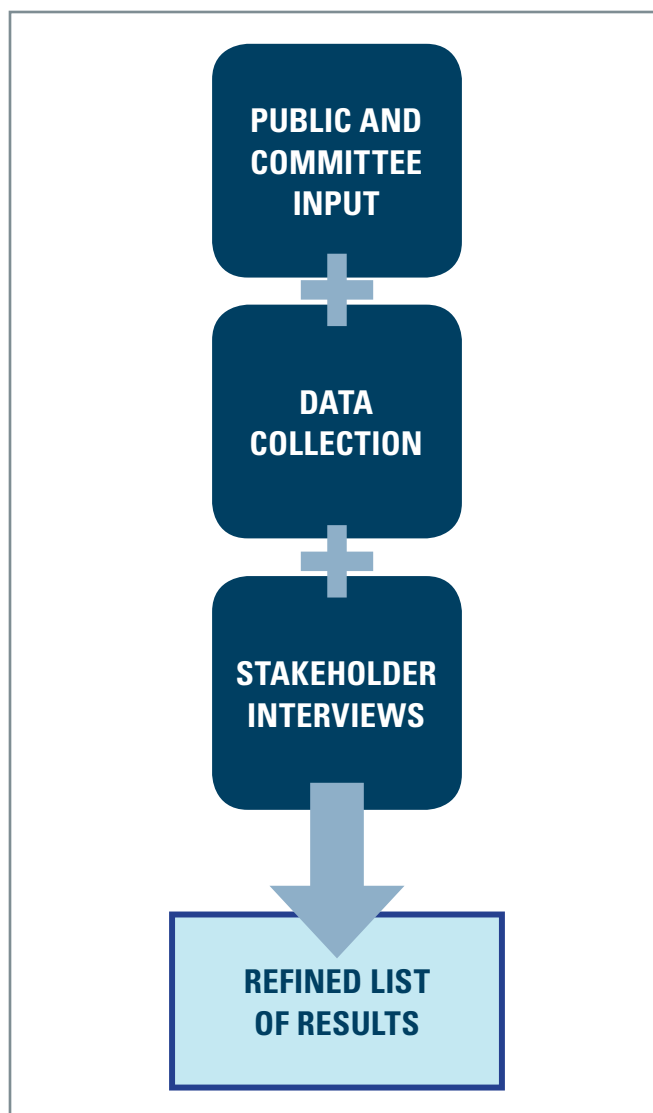 PUBLIC AND
COMMITTEE
INPUT
DATA
COLLECTION
STAKEHOLDER
INTERVIEWS
REFINED LIST
OF RESULTS